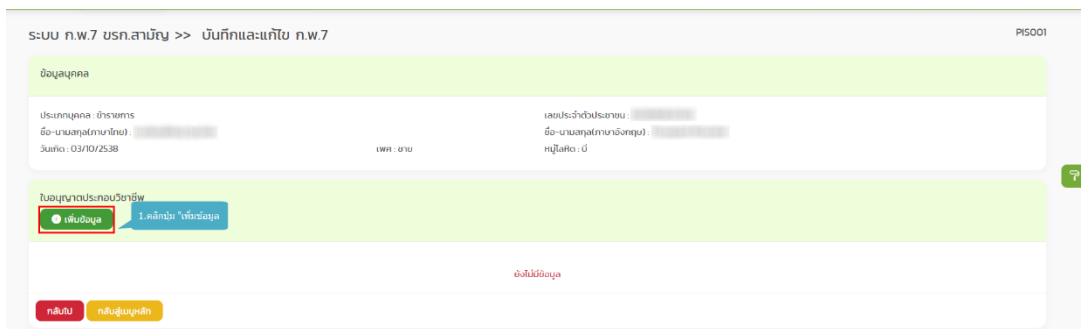 ระบบ ก.พ.7 ขรก.สามัญ >> บันทึกและแก้ไข ก.พ.7 PIS001
ข้อมูลบุคคล
ประเภทบุคคล : ข้าราชการ เลขประจำตัวประชาชน :
ชื่อ-นามสกุล(ภาษาไทย) : ชื่อ-นามสกุล(ภาษาอังกฤษ) :
วันเกิด : 03/10/2538 เพศ : ชาย หมู่โลหิต : บี
ใบอนุญาตประกอบวิชาชีพ
เพิ่มข้อมูล 1.คลิกปุ่ม "เพิ่มข้อมูล
ยังไม่มีข้อมูล
กลับไป กลับสู่เมนูหลัก